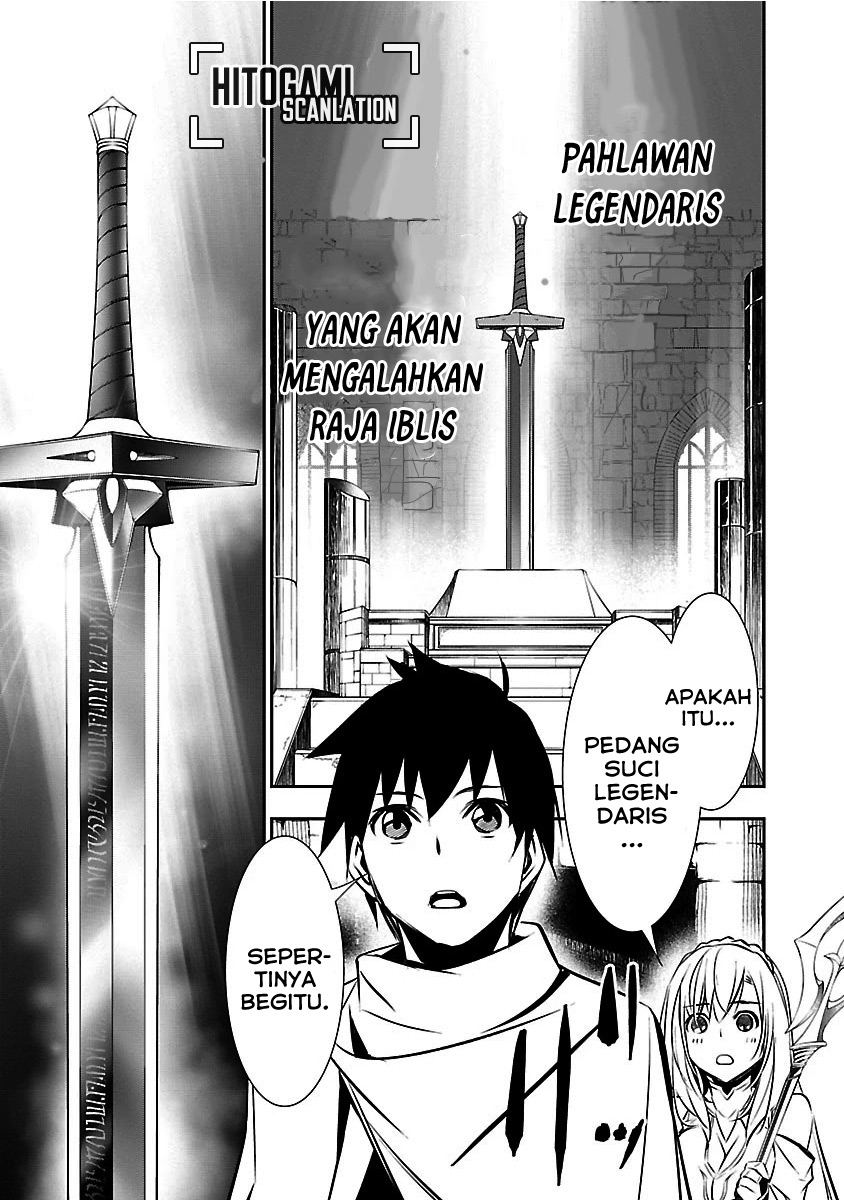 HITOGAMI
SCANLATION
PAHLAWAN
LEGENDARIS
YANG AKAN
MENGALAHKAN
RAJA IBLIS
APAKAH
ITU...
PEDANG
SUCI
LEGEN-
DARIS
...
SEPER-
TINYA
BEGITU.